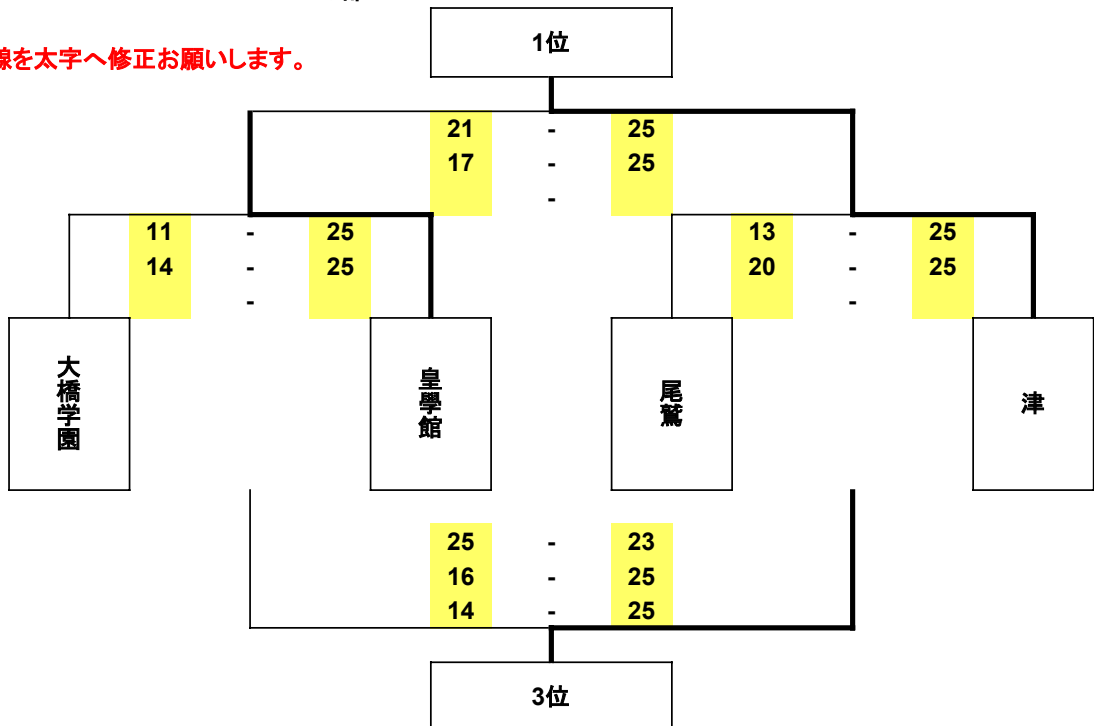 1位
線を太字へ修正お願いします。
21 - 25
17 - 25
-
11 - 25 13 - 25
14 - 25 20 - 25
- -
大橋学園
皇學館
尾鷲
津
25 - 23
16 - 25
14 - 25
3位